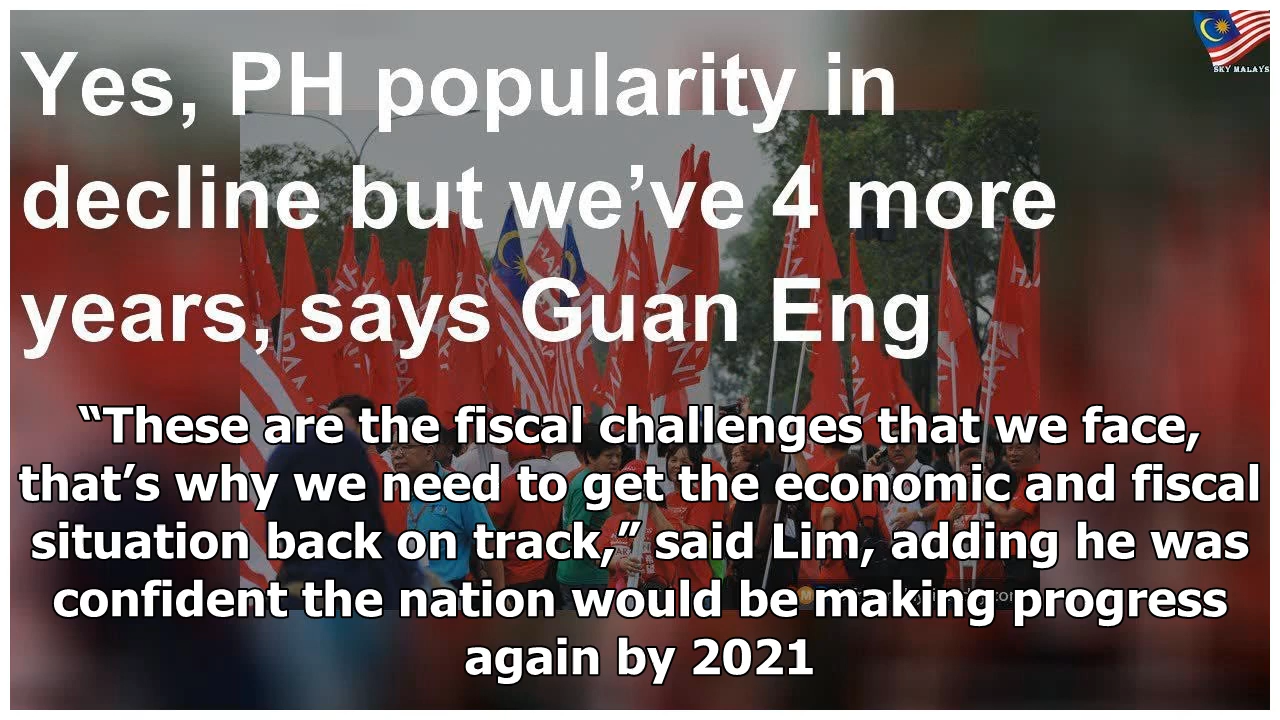 SKY MALAYS
Yes, PH popularity in
decline but we’ve 4 more
years, says Guan Eng
“These are the fiscal challenges that we face,
that’s why we need to get the economic and fiscal
situation back on track,” said Lim, adding he was
confident the nation would be making progress
again by 2021